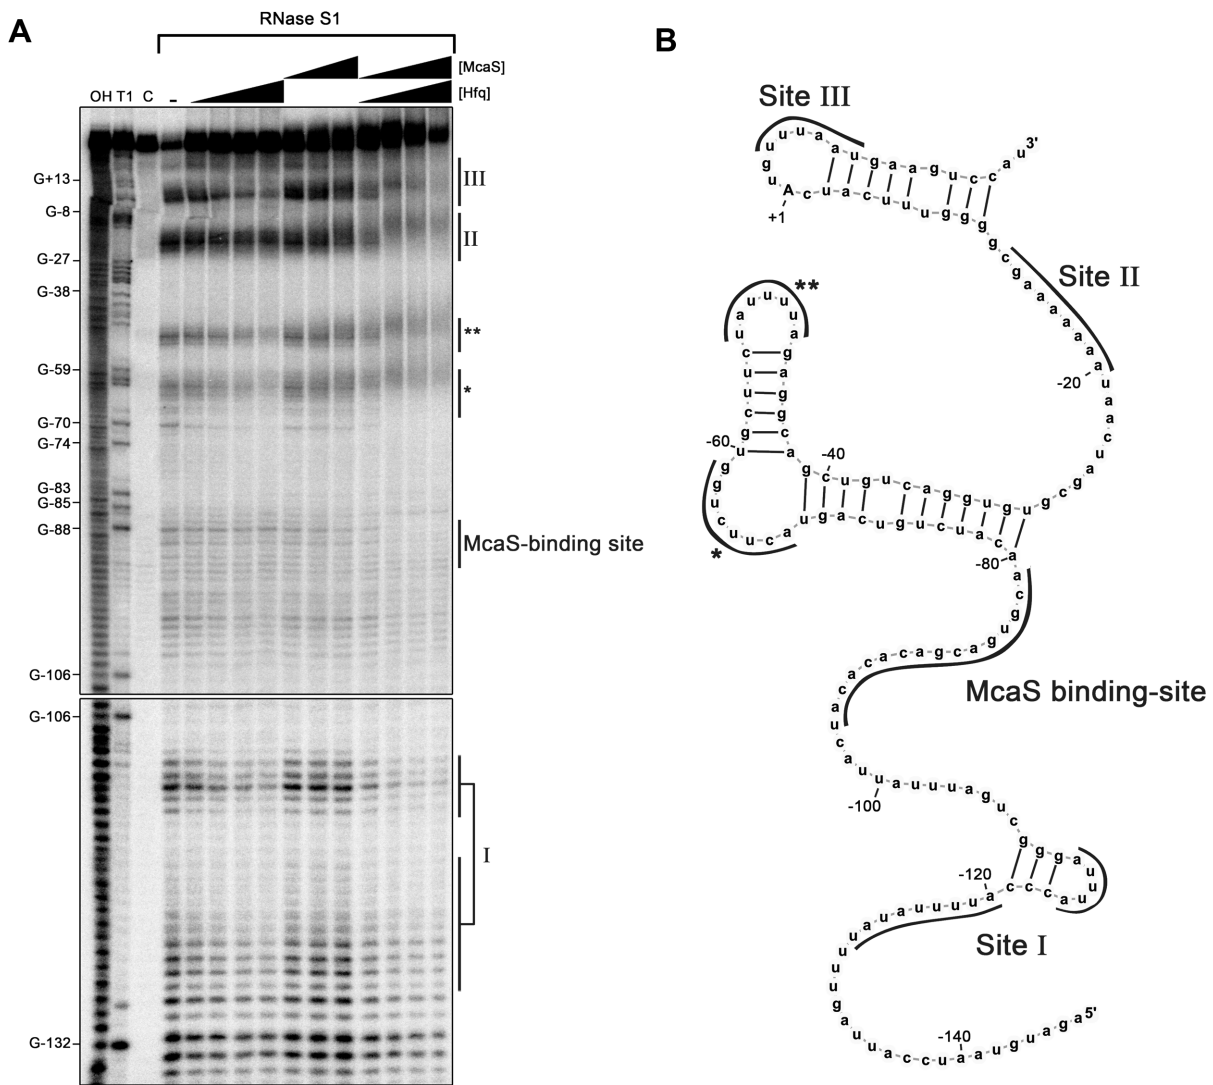 A
RNase S1
[McaS]
[Hfq]
OH T1 C -
G+13
G-8
G-27
G-38
G-59
G-70
G-74
G-83
G-85
G-88
G-106
III
II
**
*
McaS-binding site
G-106
G-132
I
B
Site III
3'
+1
Site II
**
-20
-60
-40
*
-80
McaS binding-site
-100
-120
Site I
-140
5'